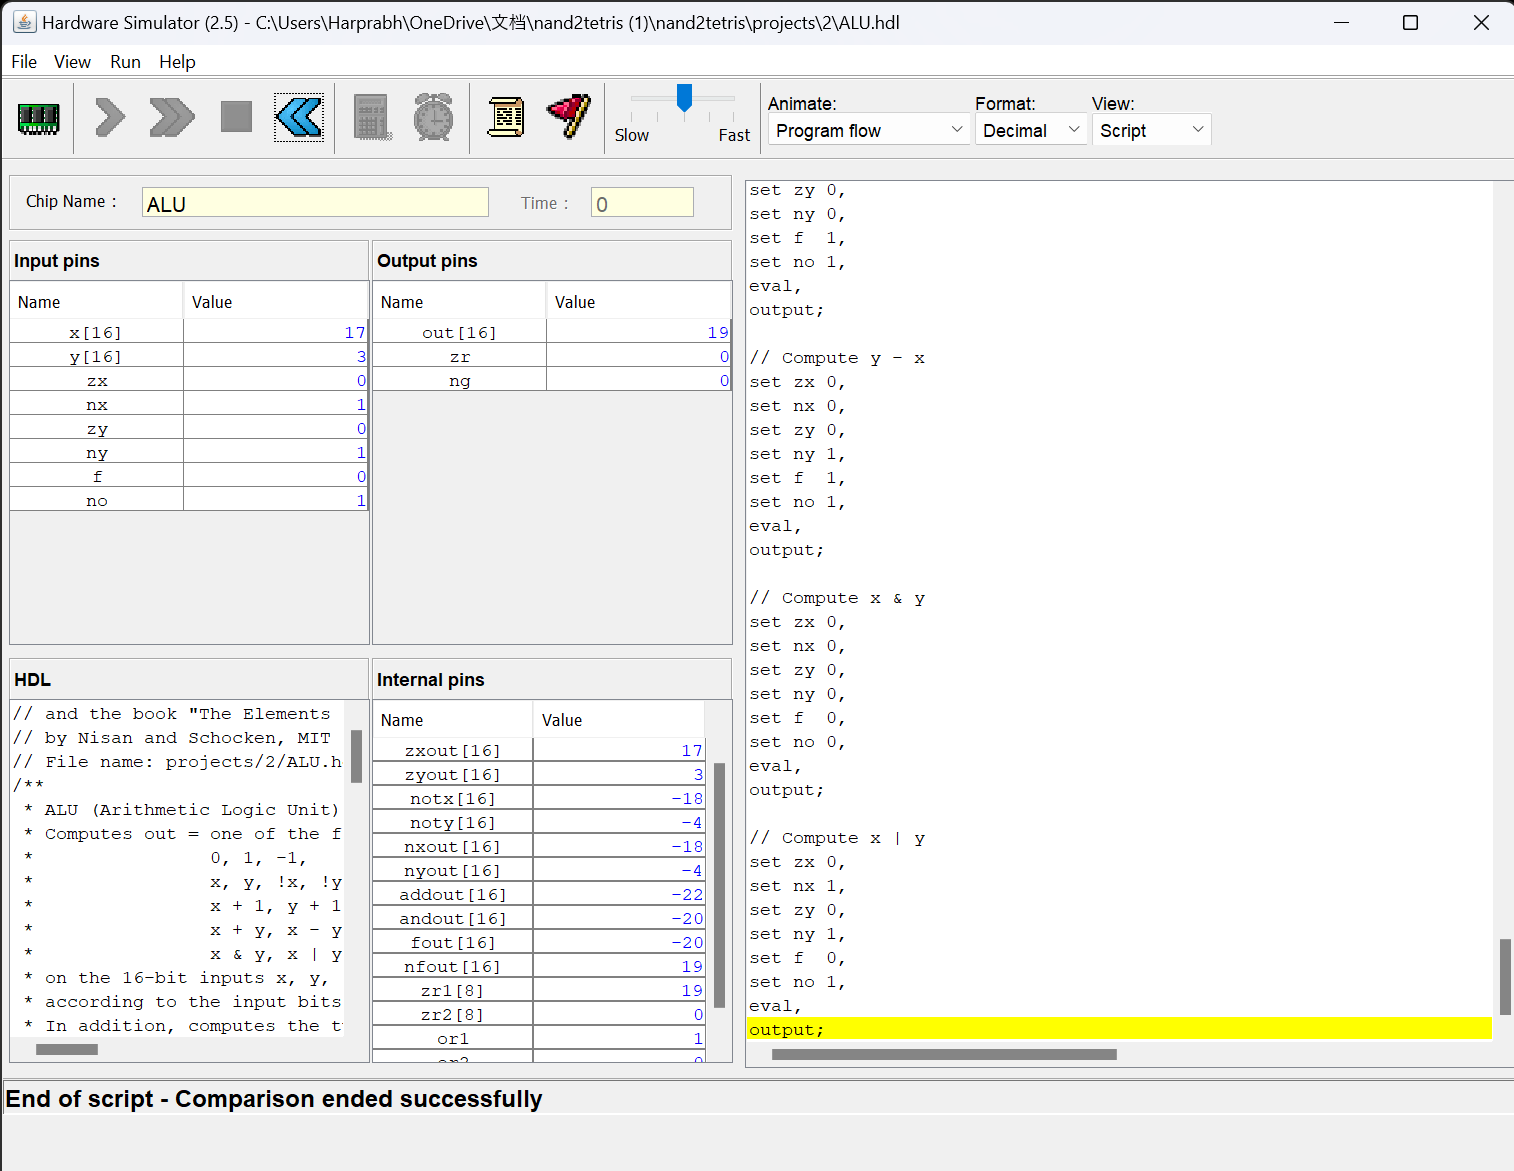 Hardware Simulator (2.5) - C:\Users\Harprabh\OneDrive\文档\nand2tetris (1)\nand2tetris\projects\2\ALU.hdl
File View Run Help
Animate: Format: View:
Slow Fast Program flow Decimal Script
Chip Name : ALU Time : 0
Input pins
Name Value
x[16] 17
y[16] 3
zx 0
nx 1
zy 0
ny 1
f 0
no 1
Output pins
Name Value
out[16] 19
zr 0
ng 0
HDL
// and the book "The Elements
// by Nisan and Schocken, MIT
// File name: projects/2/ALU.h
/**
* ALU (Arithmetic Logic Unit)
* Computes out = one of the f
* 0, 1, -1,
* x, y, !x, !y
* x + 1, y + 1
* x + y, x - y
* x & y, x | y
* on the 16-bit inputs x, y,
* according to the input bits
* In addition, computes the t
Internal pins
Name Value
zxout[16] 17
zyout[16] 3
notx[16] -18
noty[16] -4
nxout[16] -18
nyout[16] -4
addout[16] -22
andout[16] -20
fout[16] -20
nfout[16] 19
zr1[8] 19
zr2[8] 0
or1 1
or2 0
set zy 0,
set ny 0,
set f 1,
set no 1,
eval,
output;
// Compute y - x
set zx 0,
set nx 0,
set zy 0,
set ny 1,
set f 1,
set no 1,
eval,
output;
// Compute x & y
set zx 0,
set nx 0,
set zy 0,
set ny 0,
set f 0,
set no 0,
eval,
output;
// Compute x | y
set zx 0,
set nx 1,
set zy 0,
set ny 1,
set f 0,
set no 1,
eval,
output;
End of script - Comparison ended successfully